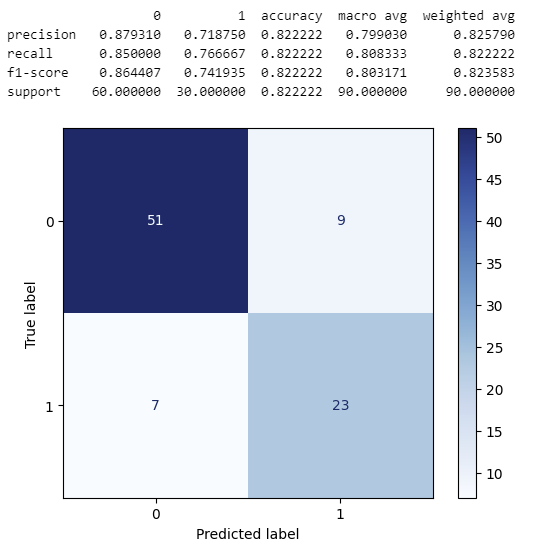 0 1 accuracy macro avg weighted avg
precision 0.879310 0.718750 0.822222 0.799030 0.825790
recall 0.850000 0.766667 0.822222 0.808333 0.822222
f1-score 0.864407 0.741935 0.822222 0.803171 0.823583
support 60.000000 30.000000 0.822222 90.000000 90.000000
50
45
40
35
30
25
20
15
10
True label
0
1
51 9
7 23
0 1
Predicted label